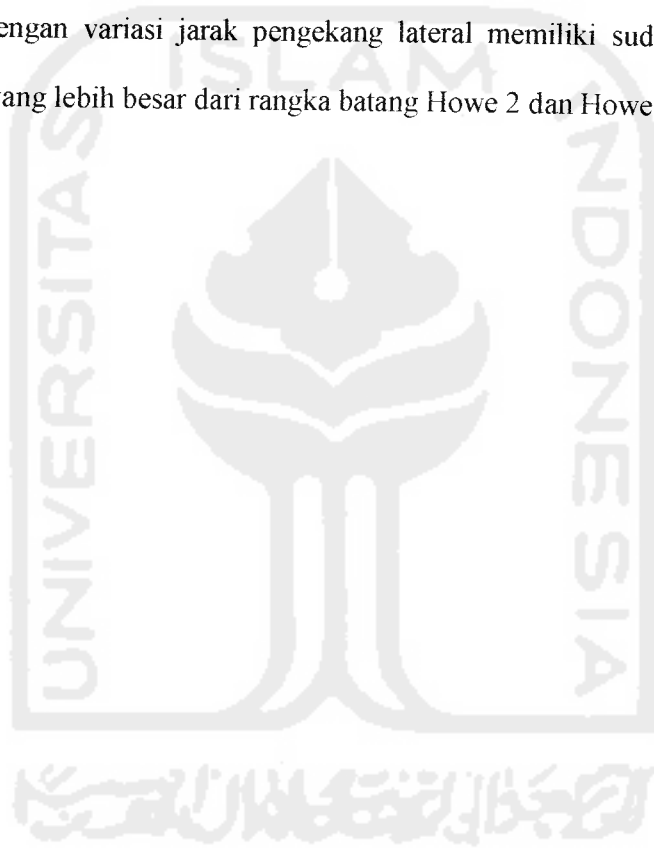 engan variasi jarak pengekang lateral memiliki sud
yang lebih besar dari rangka batang Howe 2 dan Howe
ISLAM
UNIVERSITAS
INDONESIA